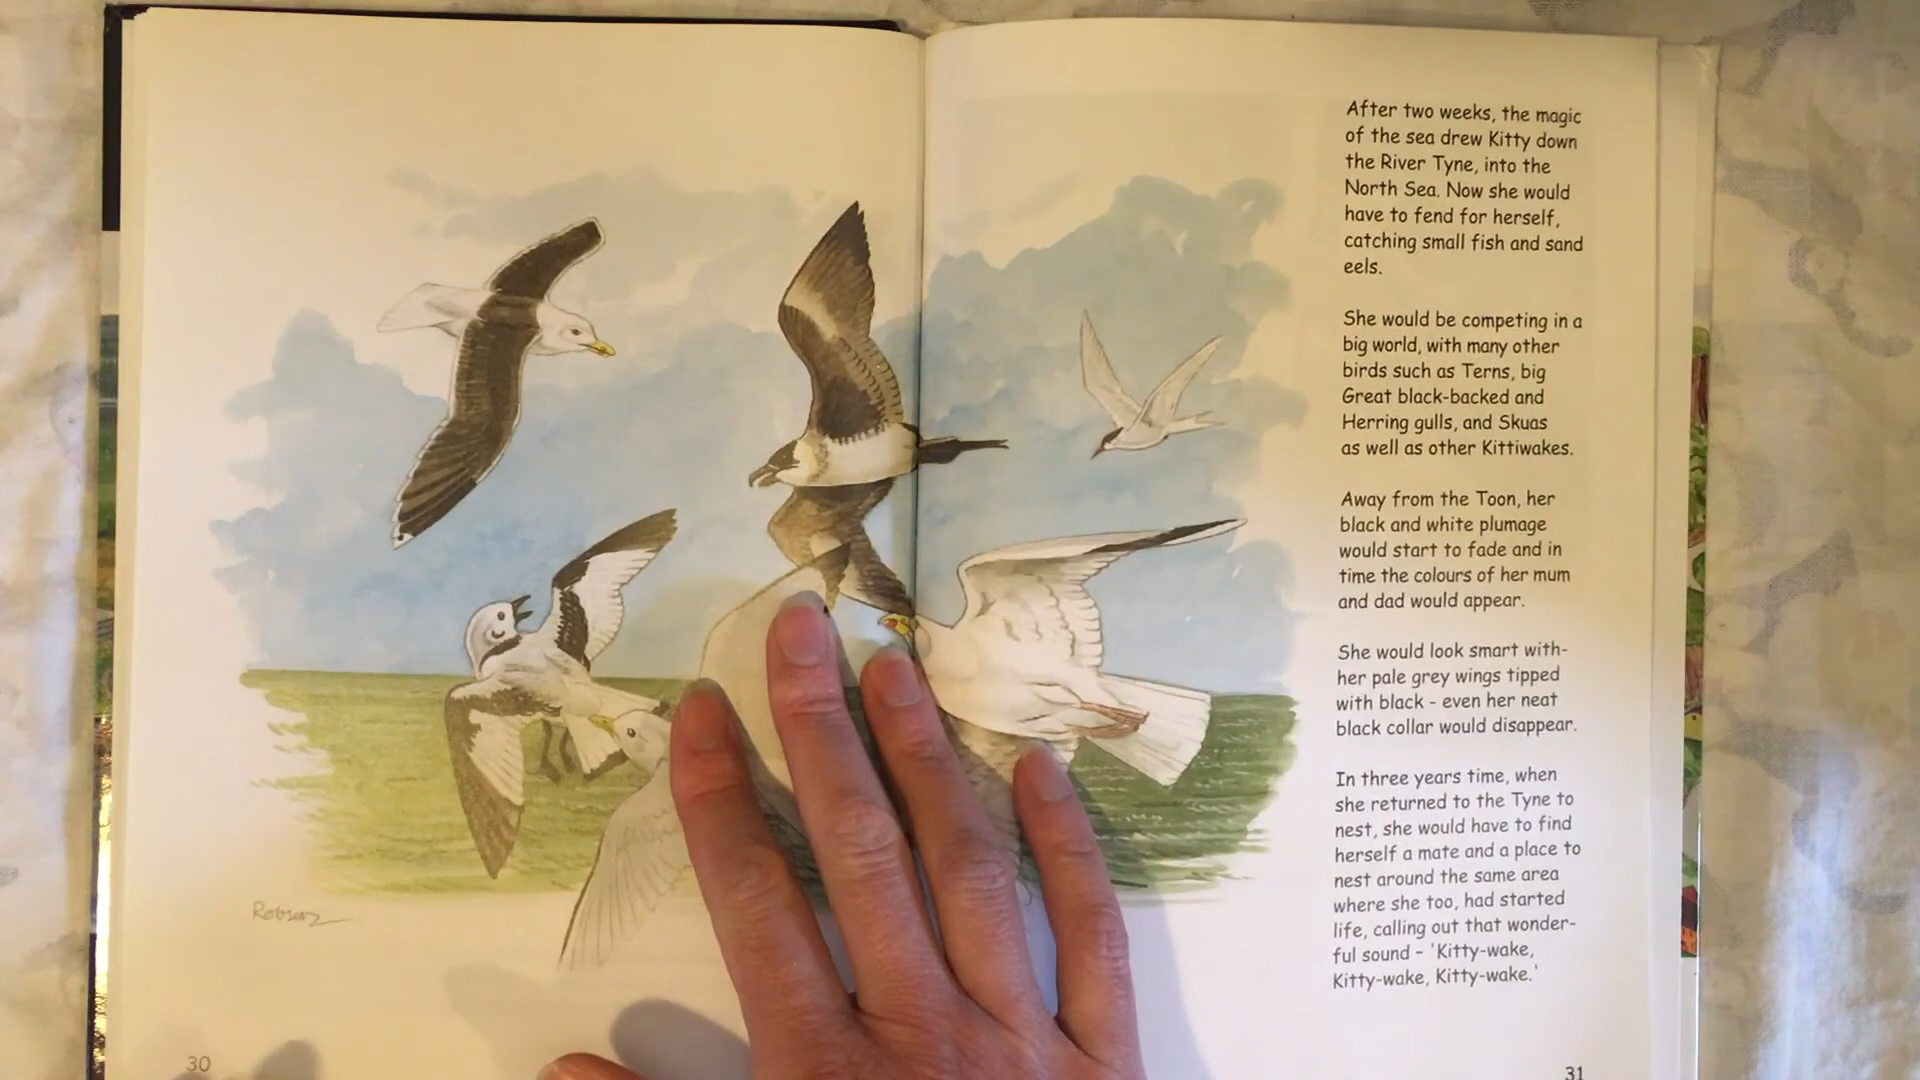 After two weeks, the magic
of the sea drew Kitty down
the River Tyne, into the
North Sea. Now she would
have to fend for herself,
catching small fish and sand
eels.
She would be competing in a
big world, with many other
birds such as Terns, big
Great black-backed and
Herring gulls, and Skuas
as well as other Kittiwakes.
Away from the Toon, her
black and white plumage
would start to fade and in
time the colours of her mum
and dad would appear.
She would look smart with-
her pale grey wings tipped
with black - even her neat
black collar would disappear.
In three years time, when
she returned to the Tyne to
nest, she would have to find
herself a mate and a place to
nest around the same area
where she too, had started
life, calling out that wonder-
ful sound - 'Kitty-wake,
Kitty-wake, Kitty-wake.'
30
31